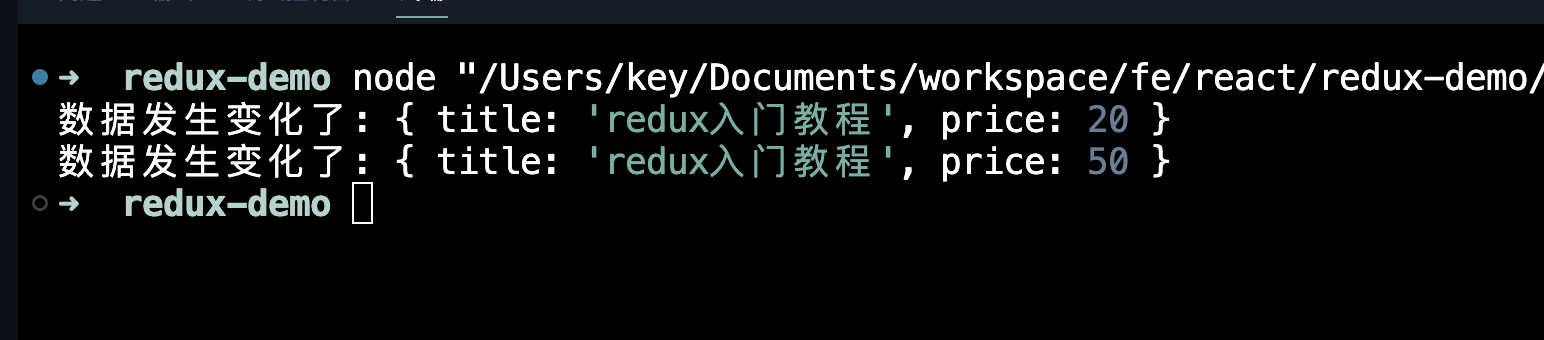 ➜ redux-demo node "/Users/key/Documents/workspace/fe/react/redux-demo/
数据发生变化了: { title: 'redux入门教程', price: 20 }
数据发生变化了: { title: 'redux入门教程', price: 50 }
➜ redux-demo